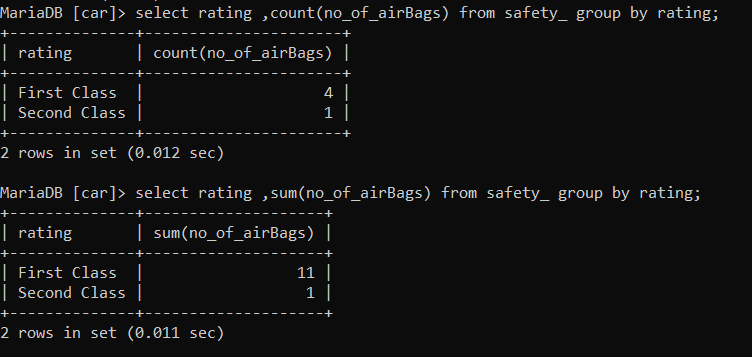 MariaDB [car]> select rating ,count(no_of_airBags) from safety_ group by rating;
+--------------+----------------------+
| rating       | count(no_of_airBags) |
+--------------+----------------------+
| First Class  |                    4 |
| Second Class |                    1 |
+--------------+----------------------+
2 rows in set (0.012 sec)

MariaDB [car]> select rating ,sum(no_of_airBags) from safety_ group by rating;
+--------------+--------------------+
| rating       | sum(no_of_airBags) |
+--------------+--------------------+
| First Class  |                 11 |
| Second Class |                  1 |
+--------------+--------------------+
2 rows in set (0.011 sec)